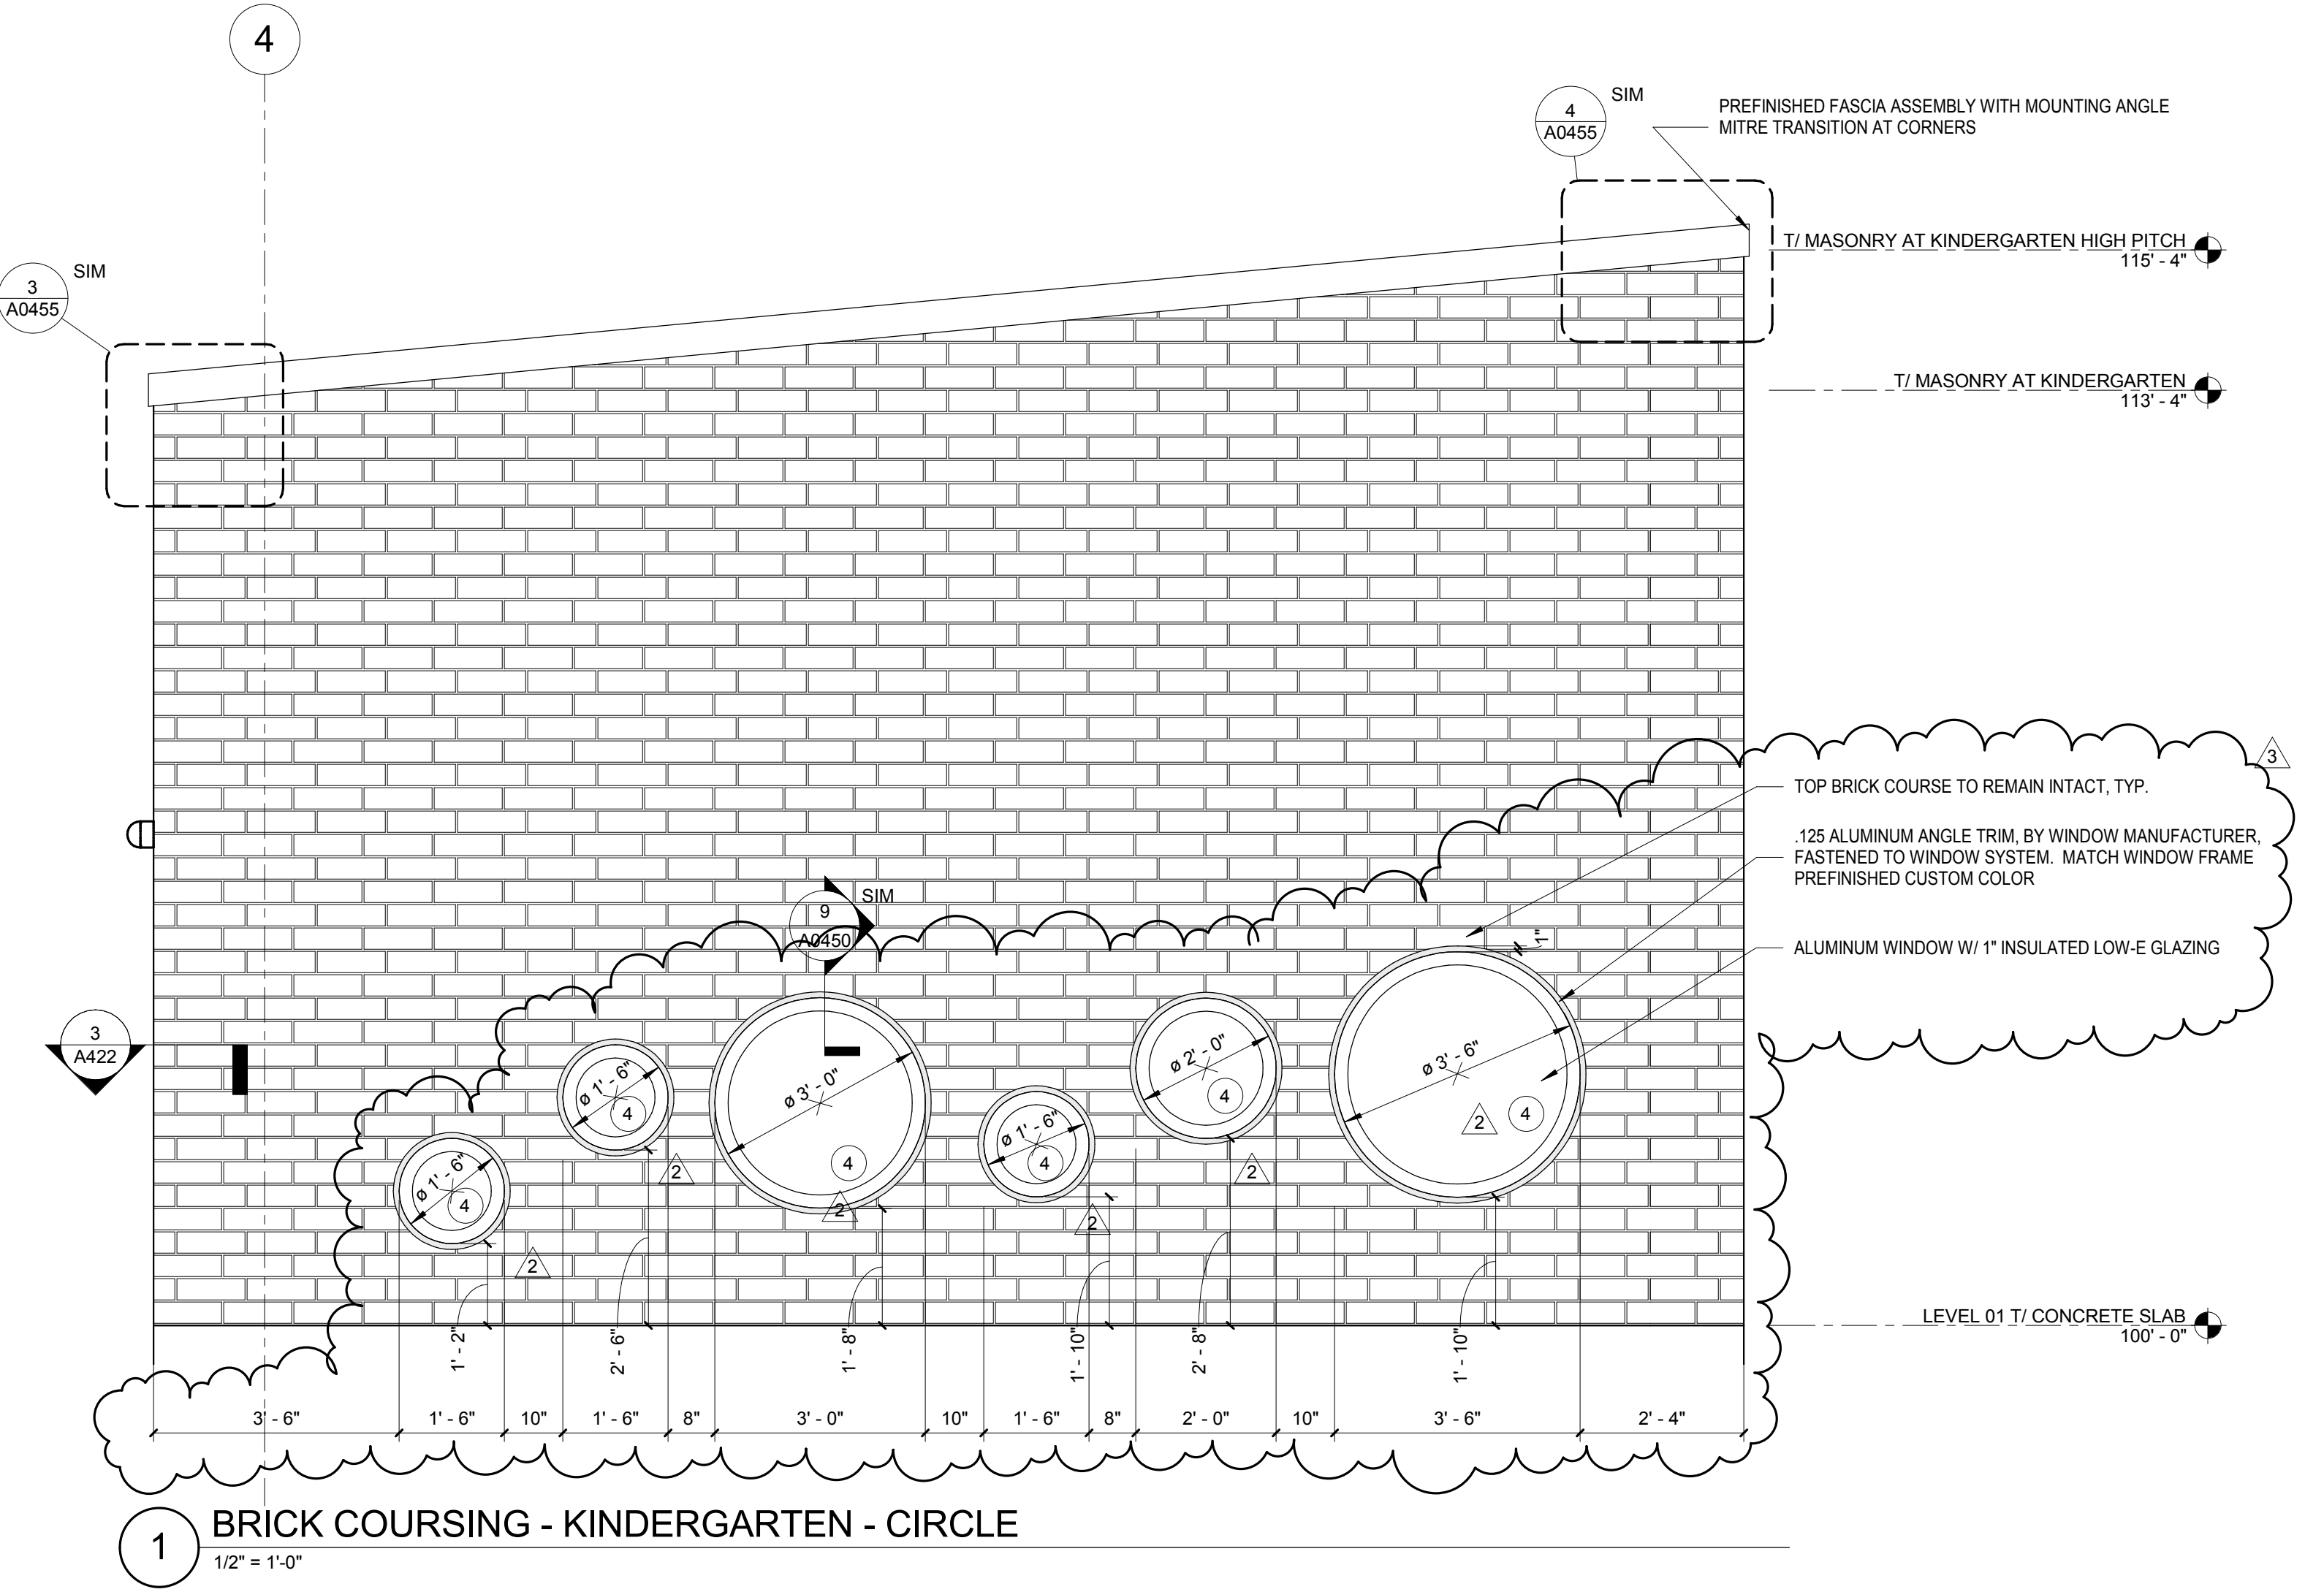 4
4
A0455
SIM
PREFINISHED FASCIA ASSEMBLY WITH MOUNTING ANGLE
MITRE TRANSITION AT CORNERS
T/ MASONRY AT KINDERGARTEN HIGH PITCH
115' - 4"
3
A0455
SIM
T/ MASONRY AT KINDERGARTEN
113' - 4"
3
TOP BRICK COURSE TO REMAIN INTACT, TYP.
.125 ALUMINUM ANGLE TRIM, BY WINDOW MANUFACTURER,
FASTENED TO WINDOW SYSTEM.  MATCH WINDOW FRAME
PREFINISHED CUSTOM COLOR
ALUMINUM WINDOW W/ 1" INSULATED LOW-E GLAZING
9
A0450
SIM
1"
3
A422
ø 1' - 6"
4
2
ø 1' - 6"
4
2
ø 3' - 0"
4
2
ø 1' - 6"
4
2
ø 2' - 0"
4
2
ø 3' - 6"
2
4
LEVEL 01 T/ CONCRETE SLAB
100' - 0"
1' - 2"
2' - 6"
1' - 8"
1' - 10"
2' - 8"
1' - 10"
3' - 6"
1' - 6"
10"
1' - 6"
8"
3' - 0"
10"
1' - 6"
8"
2' - 0"
10"
3' - 6"
2' - 4"
1
BRICK COURSING - KINDERGARTEN - CIRCLE
1/2" = 1'-0"